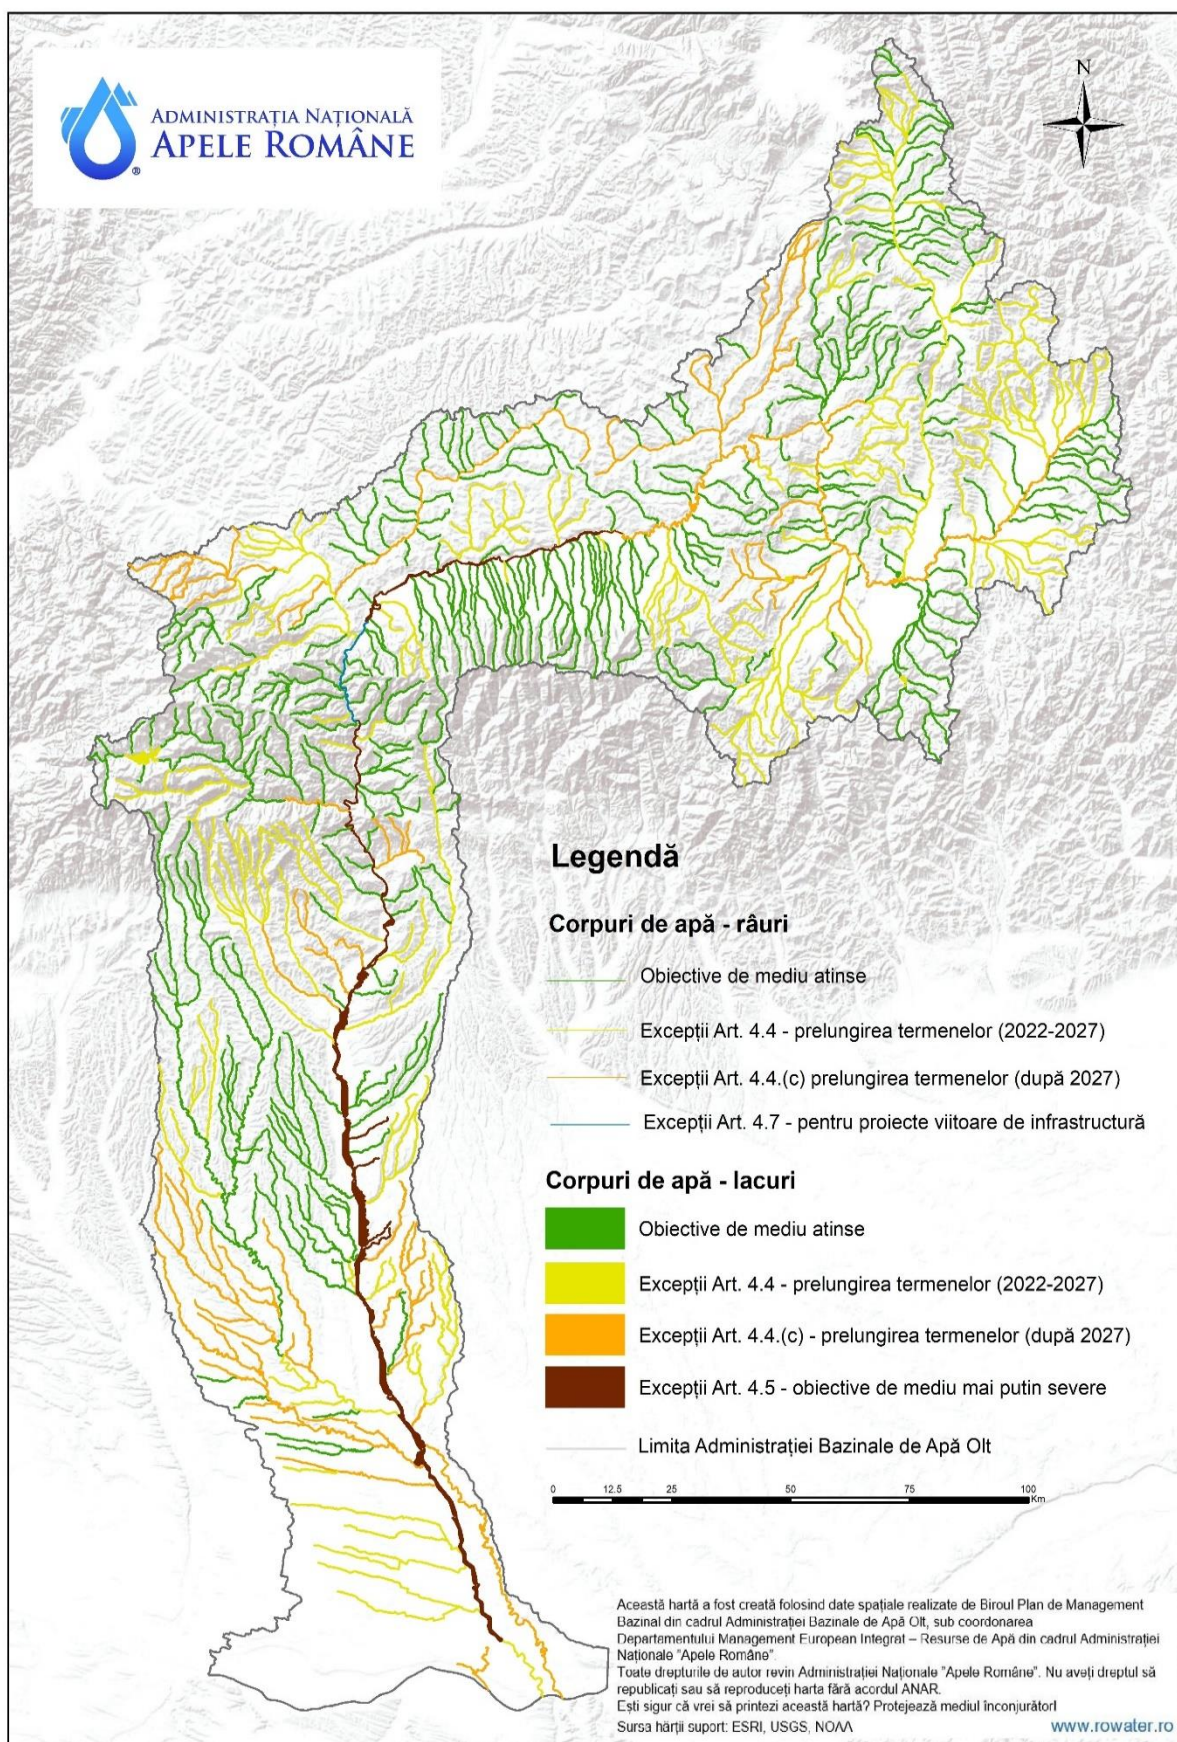 ADMINISTRAȚIA NAȚIONALĂ
APELE ROMÂNE
®
N
Legendă
Corpuri de apă - râuri
Obiective de mediu atinse
Excepții Art. 4.4 - prelungirea termenelor (2022-2027)
Excepții Art. 4.4.(c) prelungirea termenelor (după 2027)
Excepții Art. 4.7 - pentru proiecte viitoare de infrastructură
Corpuri de apă - lacuri
Obiective de mediu atinse
Excepții Art. 4.4 - prelungirea termenelor (2022-2027)
Excepții Art. 4.4.(c) - prelungirea termenelor (după 2027)
Excepții Art. 4.5 - obiective de mediu mai putin severe
Limita Administrației Bazinale de Apă Olt
0 12.5 25 50 75 100
Km
Această hartă a fost creată folosind date spațiale realizate de Biroul Plan de Management
Bazinal din cadrul Administrației Bazinale de Apă Olt, sub coordonarea
Departamentului Management European Integrat – Resurse de Apă din cadrul Administrației
Naționale "Apele Române".
Toate drepturile de autor revin Administrației Naționale "Apele Române". Nu aveți dreptul să
republicați sau să reproduceți harta fără acordul ANAR.
Ești sigur că vrei să printezi această hartă? Protejează mediul înconjurător!
Sursa hărții suport: ESRI, USGS, NOAA
www.rowater.ro